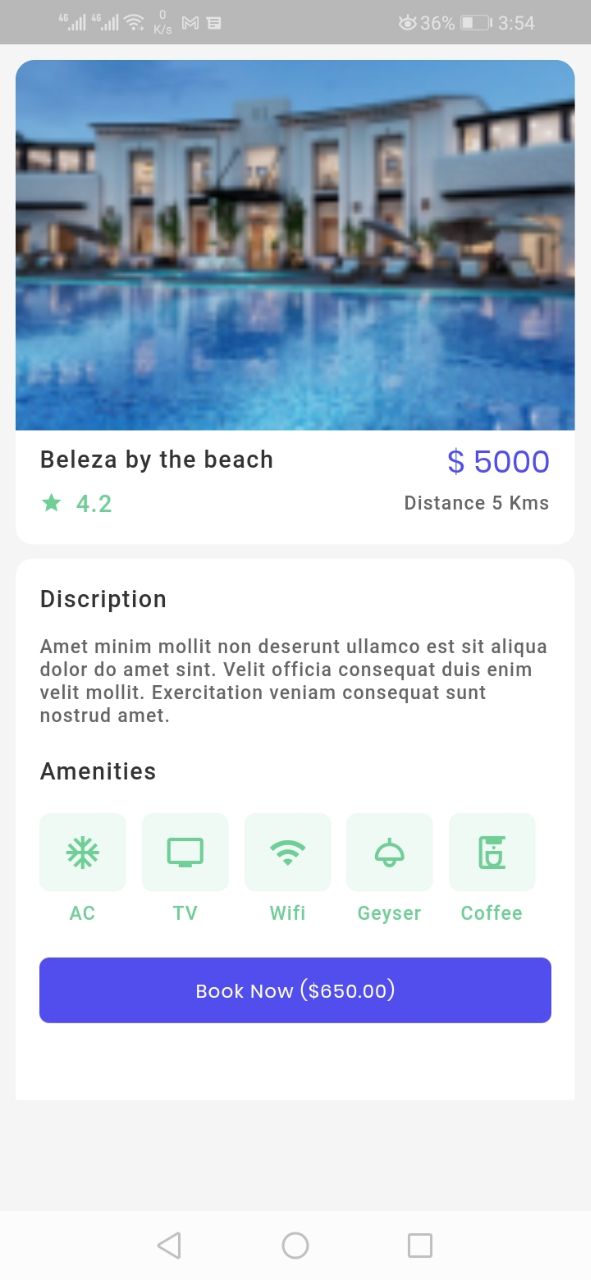 4G 4G 0 K/s 36% 3:54
Beleza by the beach $ 5000
4.2 Distance 5 Kms
Discription
Amet minim mollit non deserunt ullamco est sit aliqua
dolor do amet sint. Velit officia consequat duis enim
velit mollit. Exercitation veniam consequat sunt
nostrud amet.
Amenities
AC TV Wifi Geyser Coffee
Book Now ($650.00)